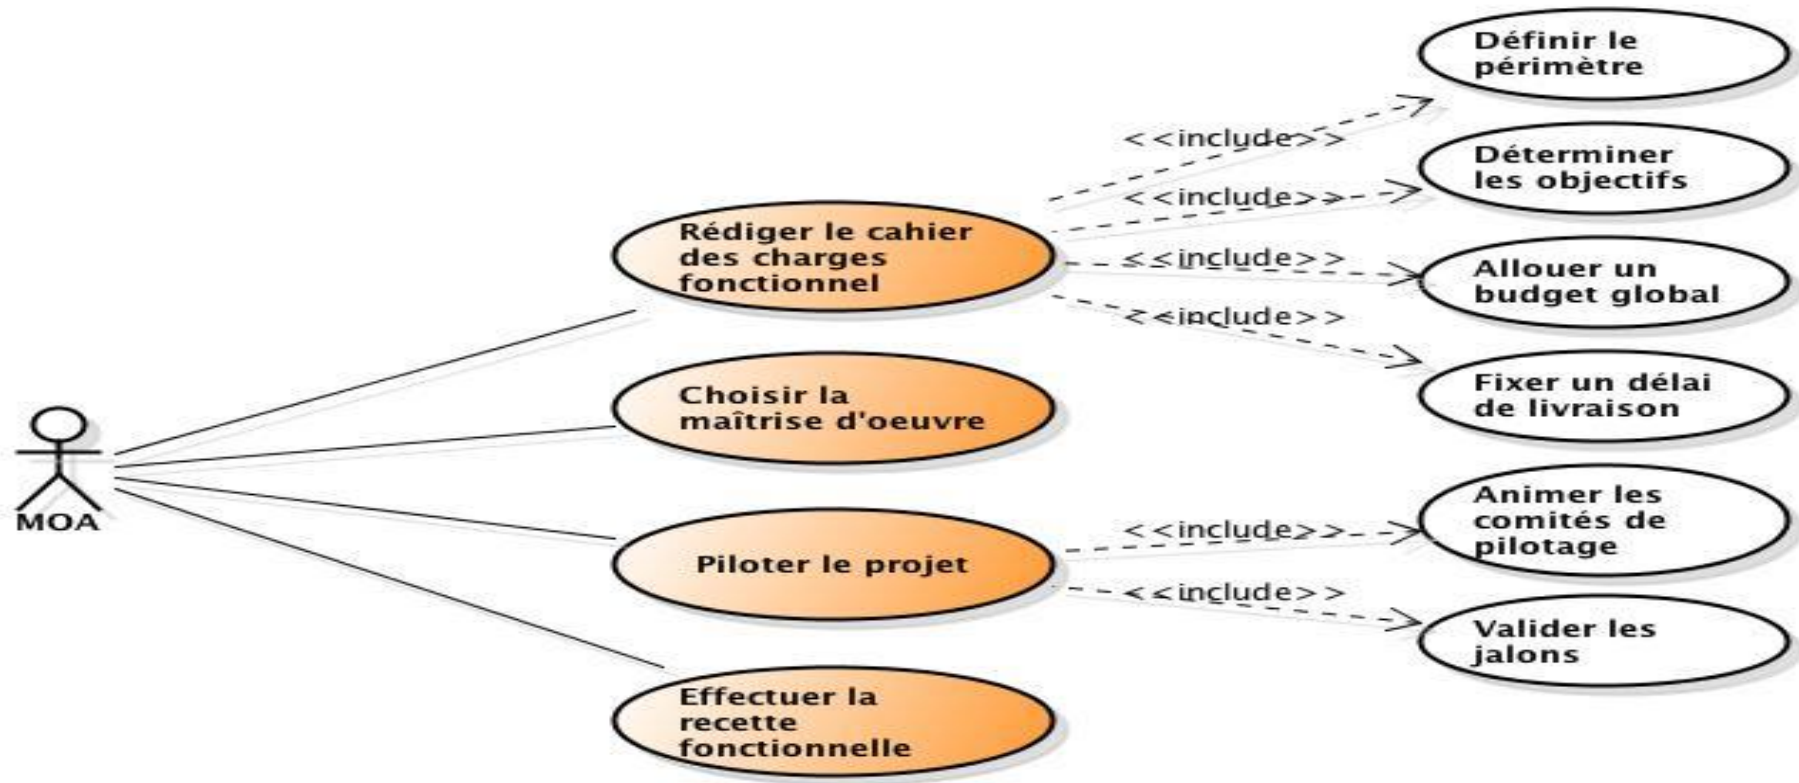 Définir le
périmètre
<<include>>
Déterminer
les objectifs
<<include>>
Rédiger le cahier
des charges
fonctionnel
<<include>>
Allouer un
budget global
<<include>>
Fixer un délai
de livraison
Choisir la
maîtrise d'oeuvre
MOA
Animer les
comités de
pilotage
<<include>>
Piloter le projet
<<include>>
Valider les
jalons
Effectuer la
recette
fonctionnelle